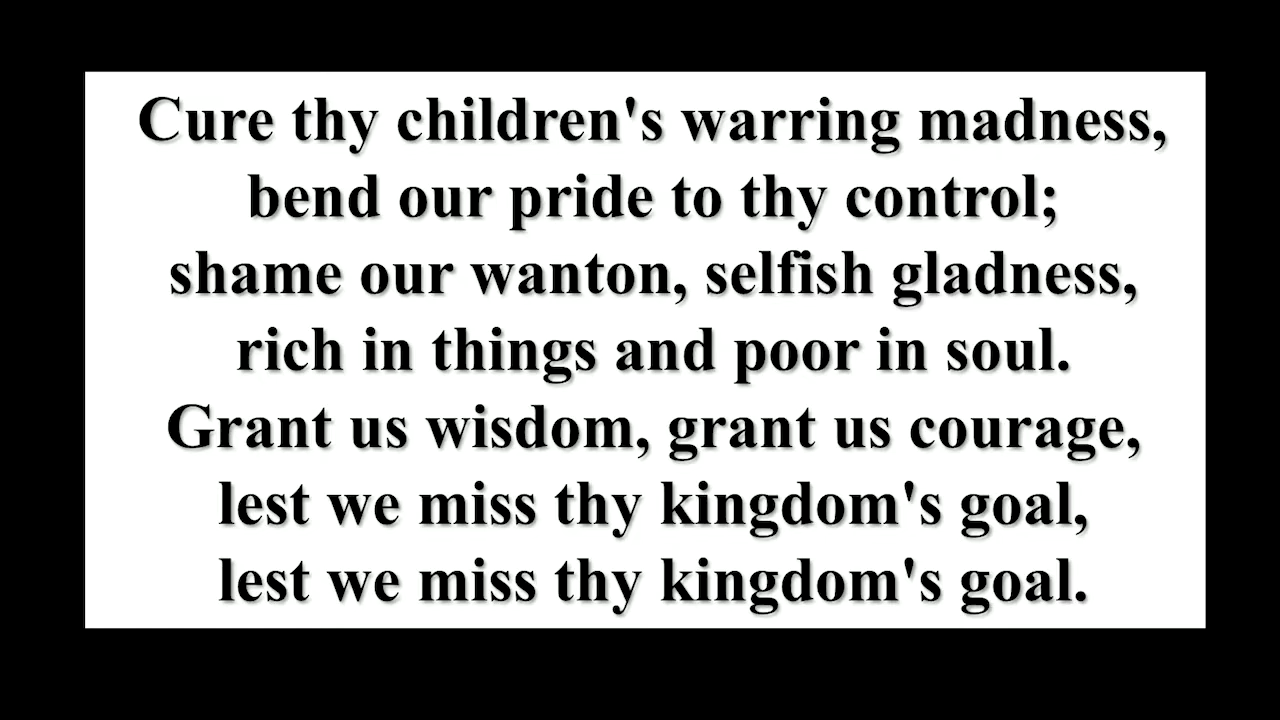 Cure thy children's warring madness,
bend our pride to thy control;
shame our wanton, selfish gladness,
rich in things and poor in soul.
Grant us wisdom, grant us courage,
lest we miss thy kingdom's goal,
lest we miss thy kingdom's goal.